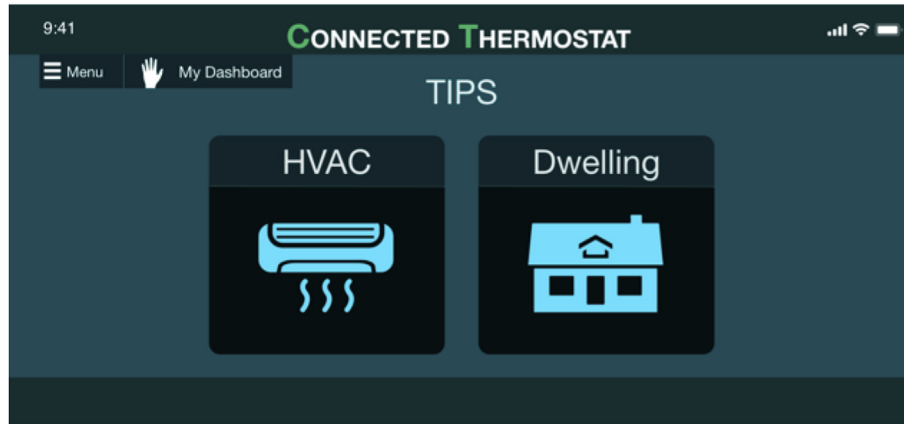 9:41
CONNECTED THERMOSTAT
Menu
My Dashboard
TIPS
HVAC
Dwelling